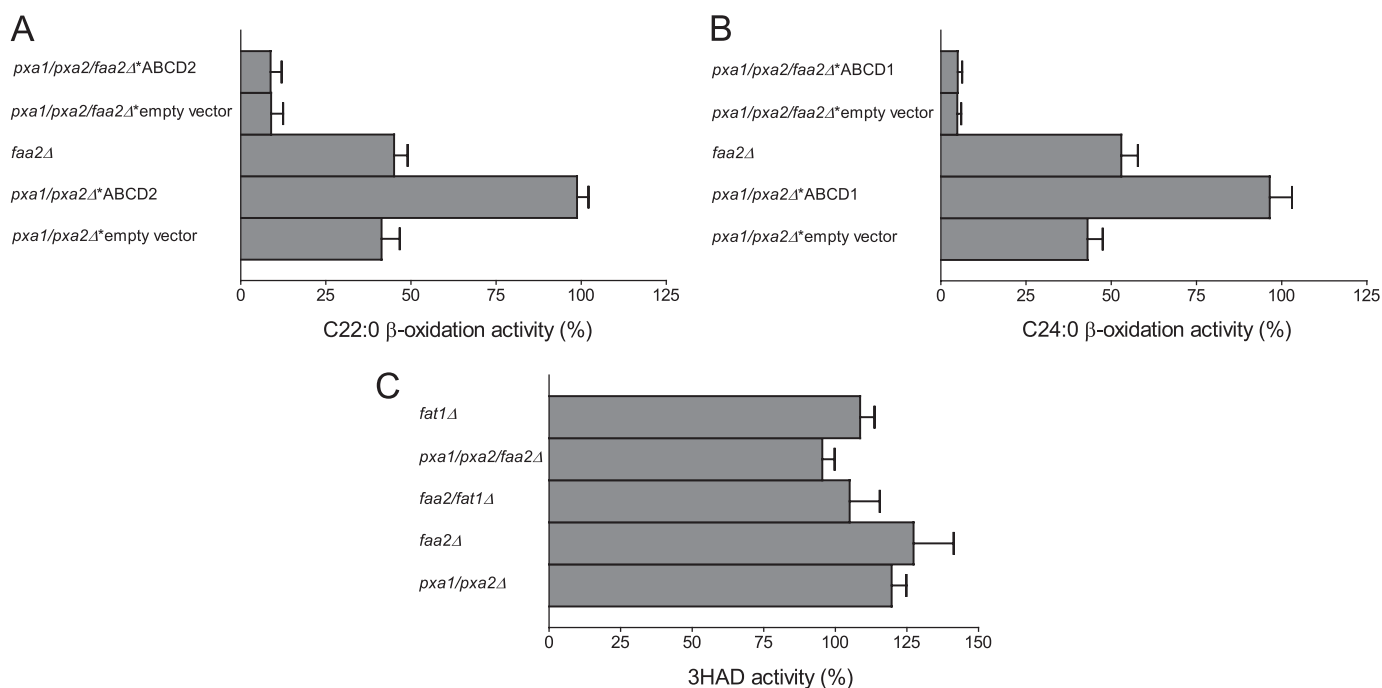 A
pxa1/pxa2/faa2Δ*ABCD2
pxa1/pxa2/faa2Δ*empty vector
faa2Δ
pxa1/pxa2Δ*ABCD2
pxa1/pxa2Δ*empty vector
0 25 50 75 100 125
C22:0 β-oxidation activity (%)
B
pxa1/pxa2/faa2Δ*ABCD1
pxa1/pxa2/faa2Δ*empty vector
faa2Δ
pxa1/pxa2Δ*ABCD1
pxa1/pxa2Δ*empty vector
0 25 50 75 100 125
C24:0 β-oxidation activity (%)
C
fat1Δ
pxa1/pxa2/faa2Δ
faa2/fat1Δ
faa2Δ
pxa1/pxa2Δ
0 25 50 75 100 125 150
3HAD activity (%)